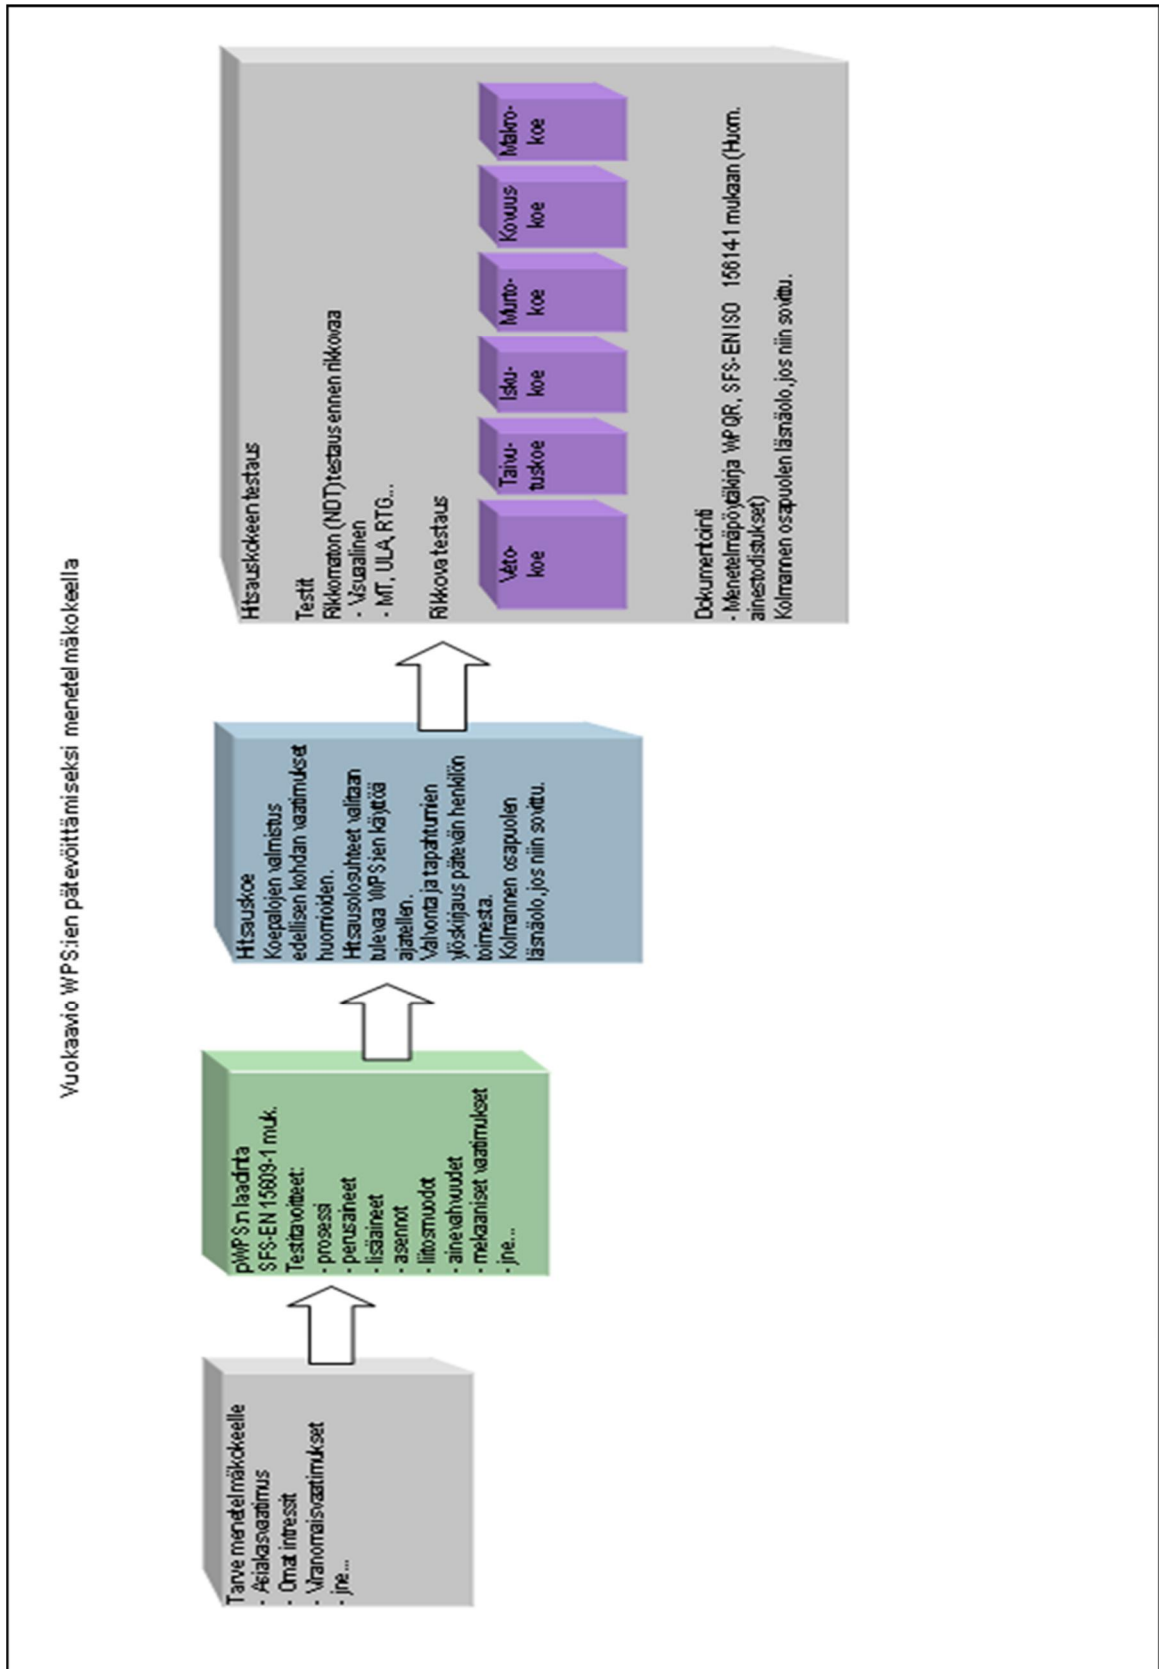 Vuokaavio WPS:ien pätevöittämiseksi menetelmäkokeella
Tarve menetelmäkokeelle
- Asiakasvaatimus
- Omat intressit
- Viranomaisvaatimukset
- jne...
pWPS:n laadinta
SFS-EN 15609-1 muk.
Testitavoitteet:
- prosessi
- perusaineet
- lisäaineet
- asennot
- liitosmuodot
- ainevahvuudet
- mekaaniset vaatimukset
- jne...
Hitsauskoe
Koepalojen valmistus
edellisen kohdan vaatimukset
huomioiden.
Hitsausolosuhteet valitaan
tulevaa WPS:ien käyttöä
ajatellen.
Valvonta ja tapahtumien
ylöskirjaus pätevän henkilön
toimesta.
Kolmannen osapuolen
läsnäolo, jos niin sovittu.
Hitsauskokeen testaus
Testit
Rikkomaton (NDT) testaus ennen rikkovaa
- Visuaalinen
- MT, ULA, RTG...
Rikkova testaus
Veto-
koe
Taivu-
tuskoe
Isku-
koe
Murto-
koe
Kovuus
koe
Makro-
koe
Dokumentointi
- Menetelmäpöytäkirja WPQR, SFS-EN ISO 15614-1 mukaan (Huom.
ainestodistukset)
Kolmannen osapuolen läsnäolo, jos niin sovittu.